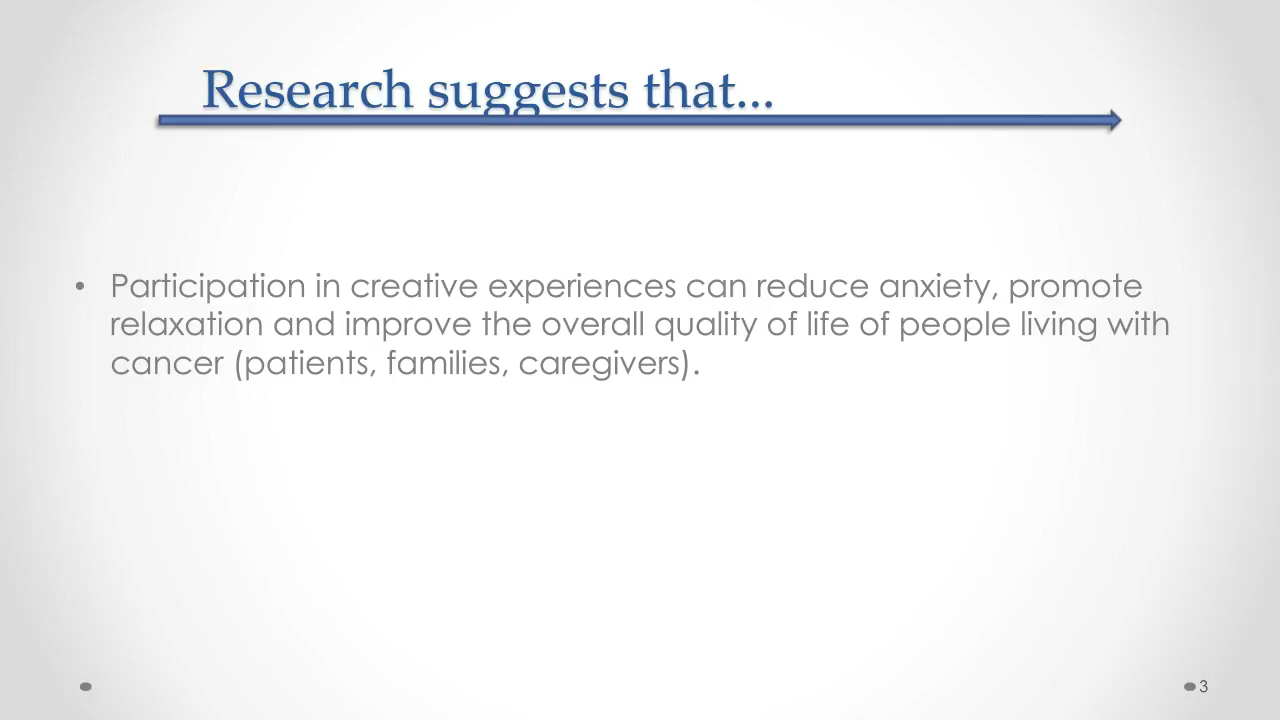 Research suggests that...
• Participation in creative experiences can reduce anxiety, promote
relaxation and improve the overall quality of life of people living with
cancer (patients, families, caregivers).
3